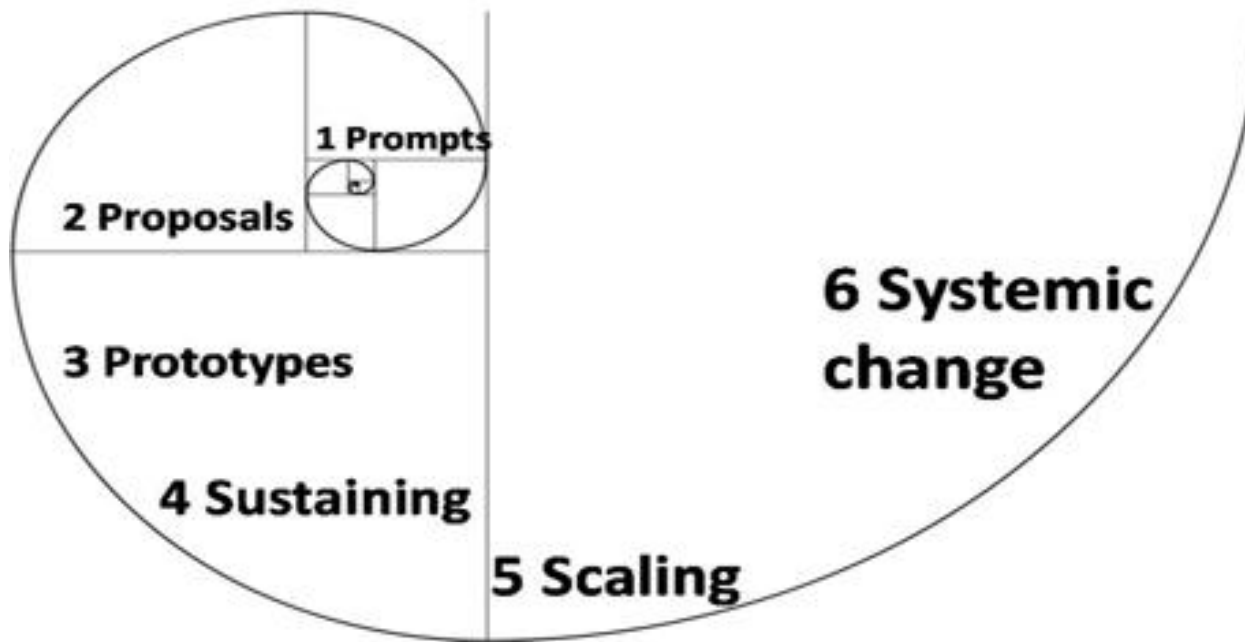 1 Prompts
2 Proposals
3 Prototypes
4 Sustaining
5 Scaling
6 Systemic
change